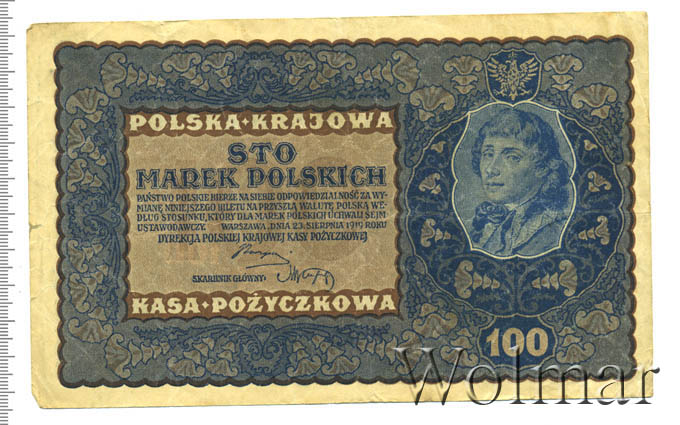 POLSKA·KRAJOWA
STO
MAREK POLSKICH
PAŃSTWO POLSKIE BIERZE NA SIEBIE ODPOWIEDZIALNOŚĆ ZA WY-
MIANĘ NINIEJSZEGO BILETU NA PRZYSZŁĄ WALUTĘ POLSKĄ WE-
DŁUG STOSUNKU, KTÓRY DLA MAREK POLSKICH UCHWALI SEJM
USTAWODAWCZY. WARSZAWA, DNIA 23. SIERPNIA 1919 ROKU
DYREKCJA POLSKIEJ KRAJOWEJ KASY POŻYCZKOWEJ
SKARBNIK GŁÓWNY:
KASA·POŻYCZKOWA
100
Wolmar